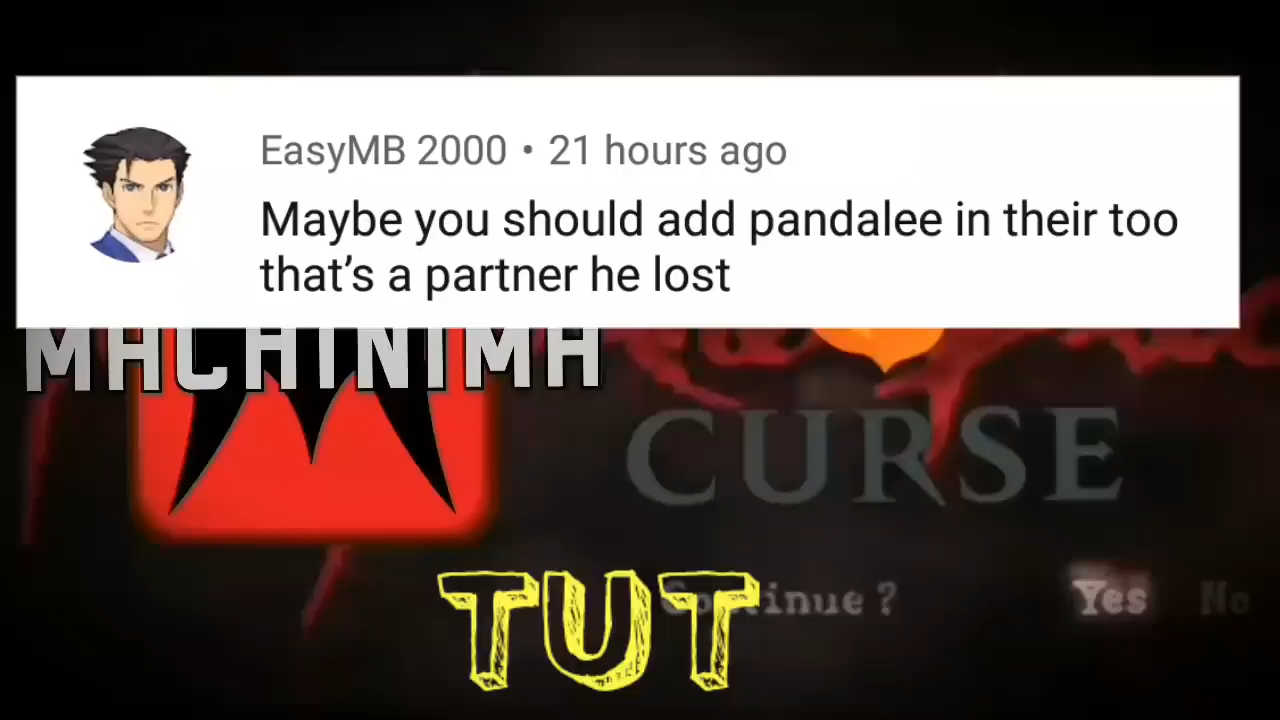 EasyMB 2000 • 21 hours ago
Maybe you should add pandalee in their too
that's a partner he lost
MACHINIMA
CURSE
Continue ? Yes No
TUT